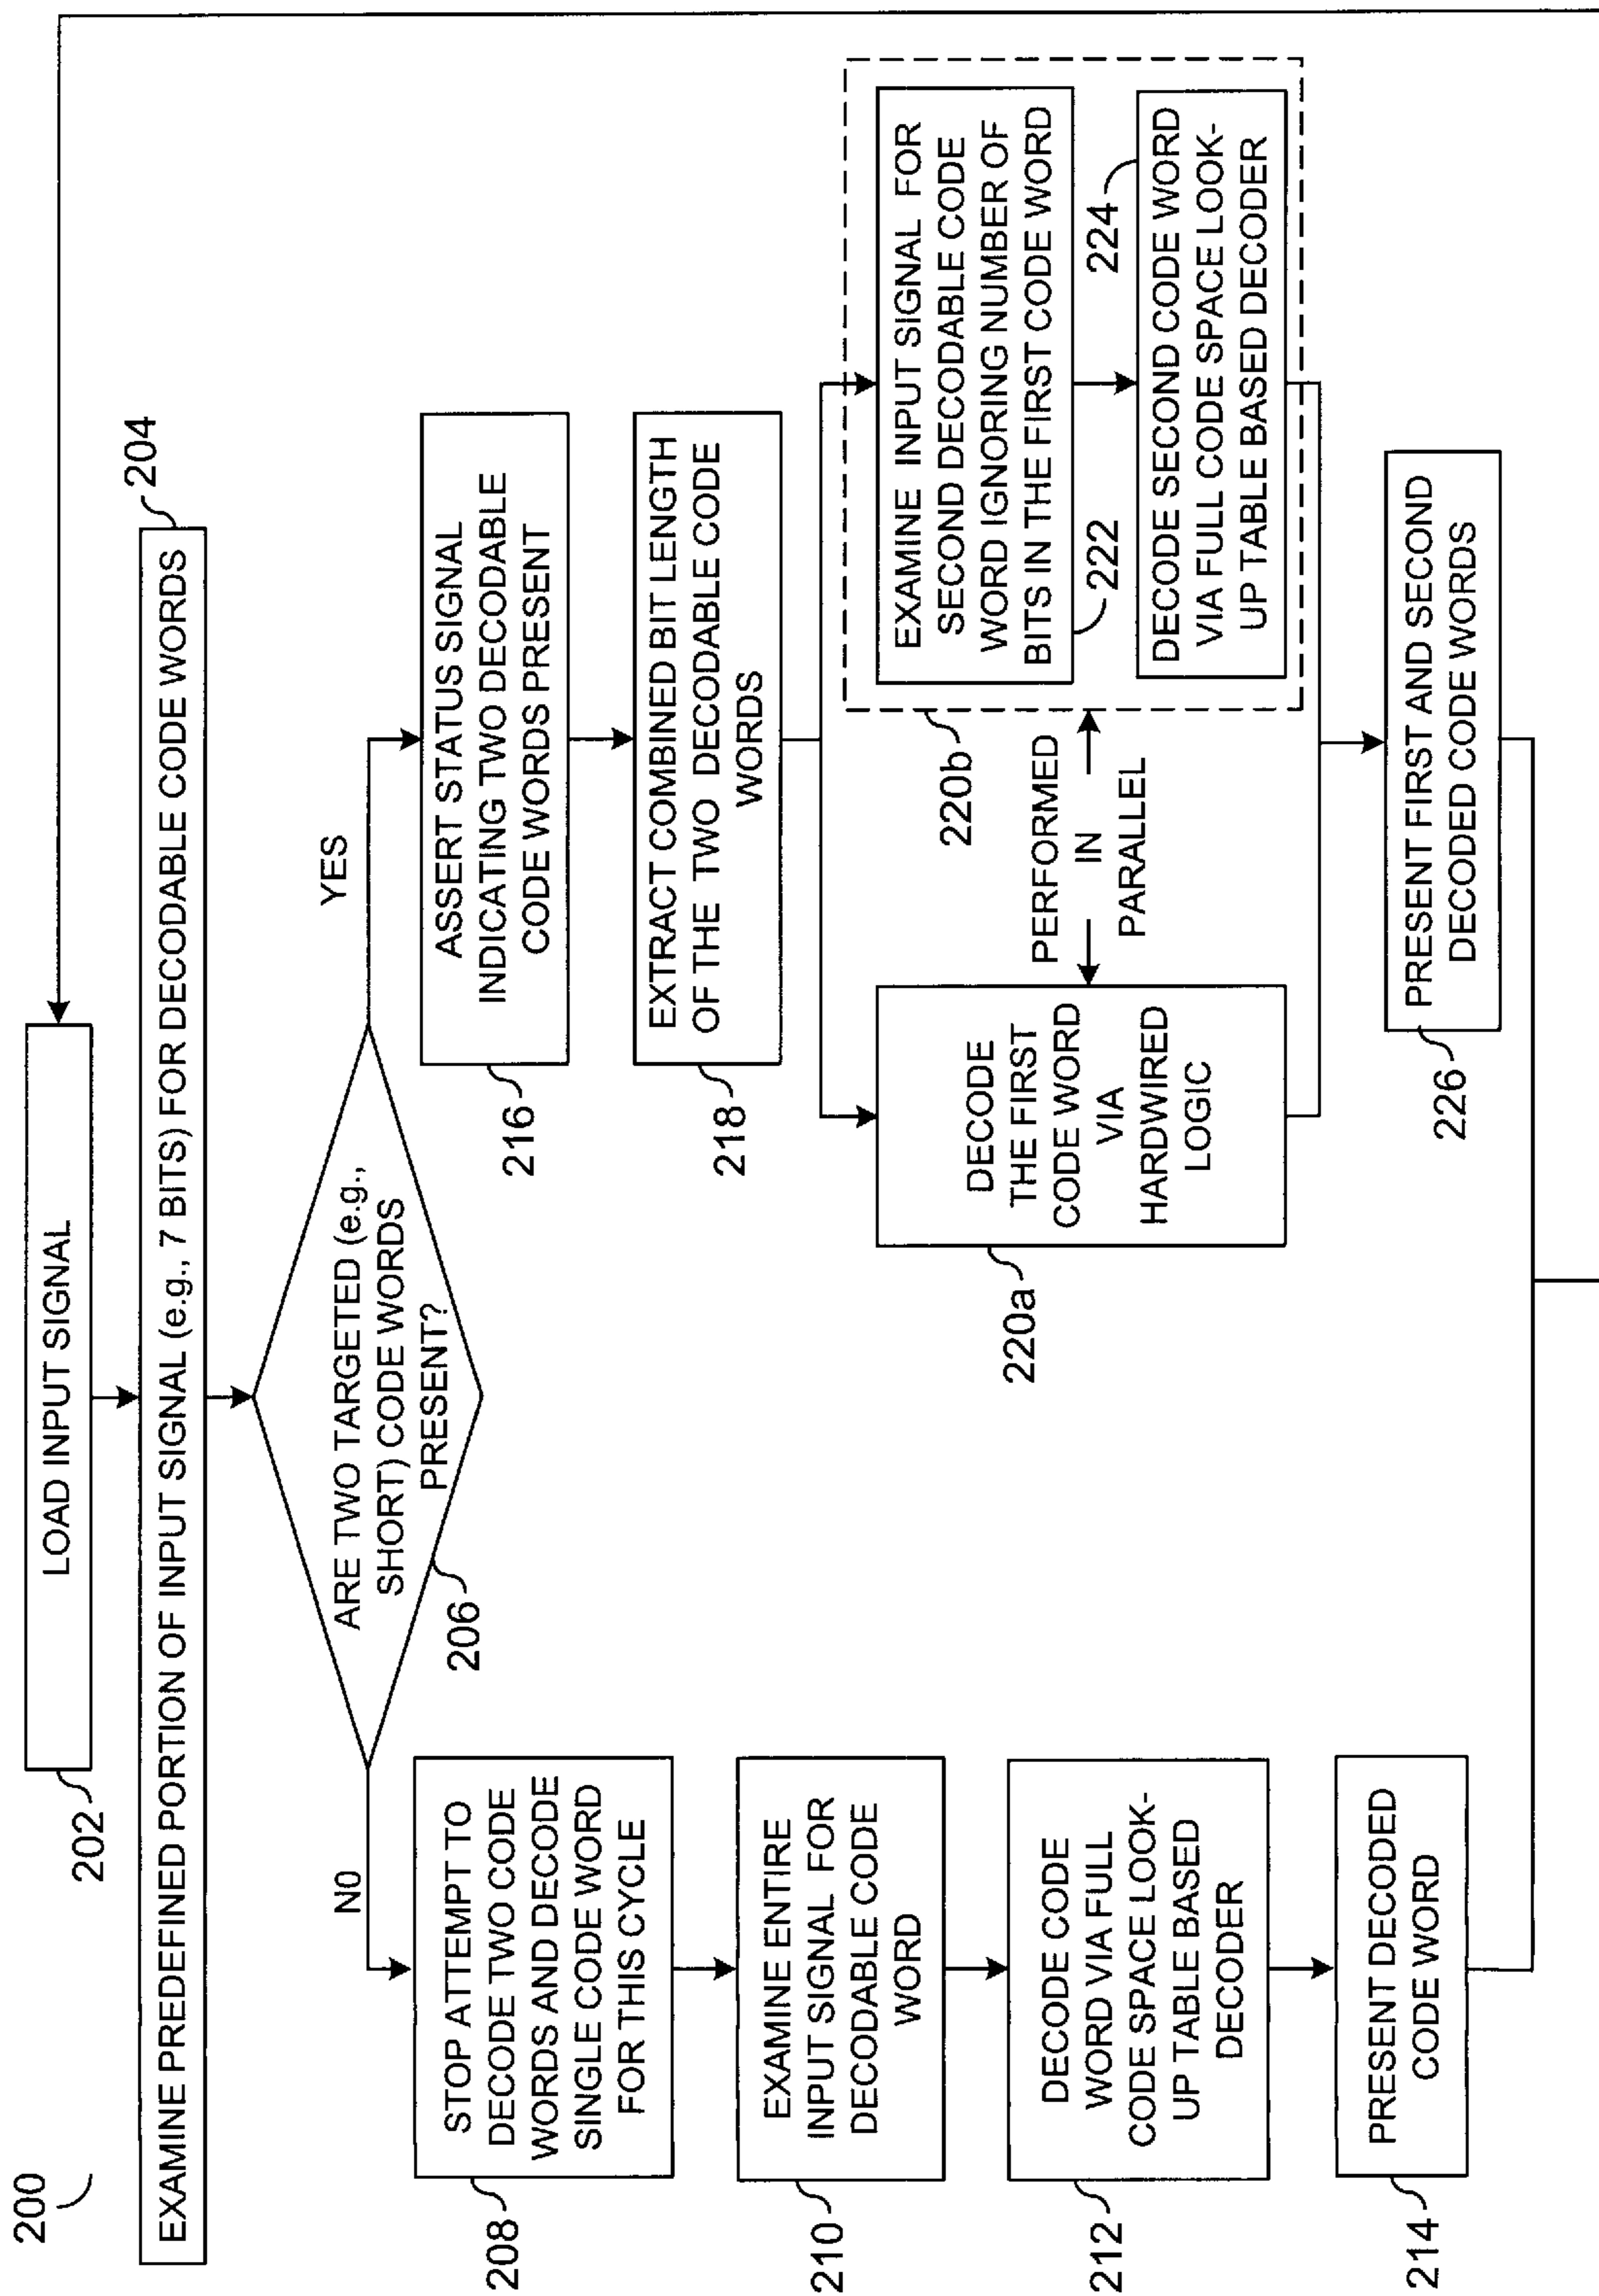 200
LOAD INPUT SIGNAL
202
EXAMINE PREDEFINED PORTION OF INPUT SIGNAL (e.g., 7 BITS) FOR DECODABLE CODE WORDS
204
ARE TWO TARGETED (e.g.,
SHORT) CODE WORDS
PRESENT?
206
N0
STOP ATTEMPT TO
DECODE TWO CODE
WORDS AND DECODE
SINGLE CODE WORD
FOR THIS CYCLE
208
EXAMINE ENTIRE
INPUT SIGNAL FOR
DECODABLE CODE
WORD
210
DECODE CODE
WORD VIA FULL
CODE SPACE LOOK-
UP TABLE BASED
DECODER
212
PRESENT DECODED
CODE WORD
214
YES
ASSERT STATUS SIGNAL
INDICATING TWO DECODABLE
CODE WORDS PRESENT
216
EXTRACT COMBINED BIT LENGTH
OF THE TWO DECODABLE CODE
WORDS
218
DECODE
THE FIRST
CODE WORD
VIA
HARDWIRED
LOGIC
220a
PERFORMED
IN
PARALLEL
220b
EXAMINE INPUT SIGNAL FOR
SECOND DECODABLE CODE
WORD IGNORING NUMBER OF
BITS IN THE FIRST CODE WORD
222
224
DECODE SECOND CODE WORD
VIA FULL CODE SPACE LOOK-
UP TABLE BASED DECODER
PRESENT FIRST AND SECOND
DECODED CODE WORDS
226